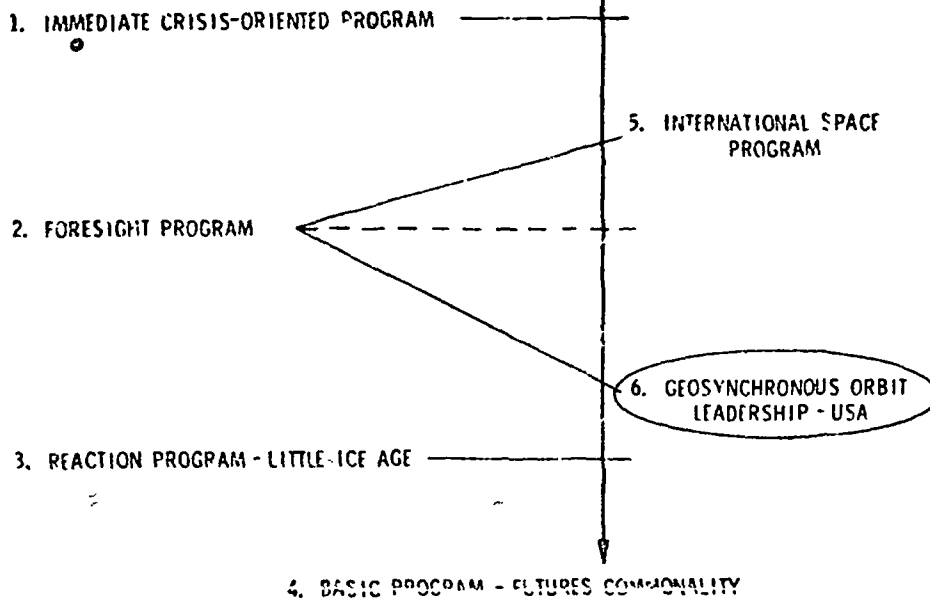 1. IMMEDIATE CRISIS-ORIENTED PROGRAM
5. INTERNATIONAL SPACE
PROGRAM
2. FORESIGHT PROGRAM
6. GEOSYNCHRONOUS ORBIT
LEADERSHIP - USA
3. REACTION PROGRAM - LITTLE-ICE AGE
4. BASIC PROGRAM - FUTURES COMMONALITY